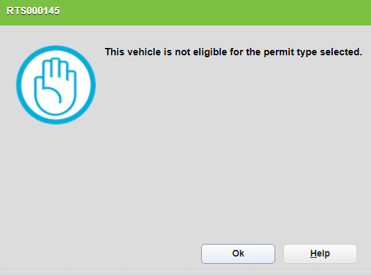 RTS000145
This vehicle is not eligible for the permit type selected.
Ok
Help